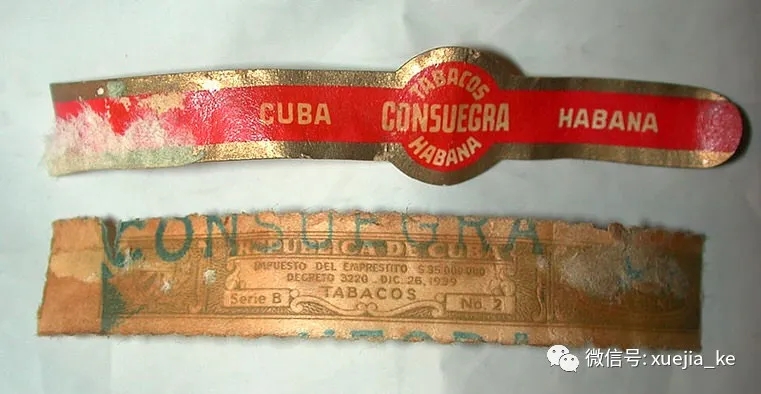 TABACOS
CUBA CONSUEGRA HABANA
HABANA
CONSUEGRA
REPUBLICA DE CUBA
IMPUESTO DEL EMPRESTITO $35.000.000
DECRETO 3220 . DIC. 26, 1939
Serie B TABACOS No. 2
微信号: xuejia_ke